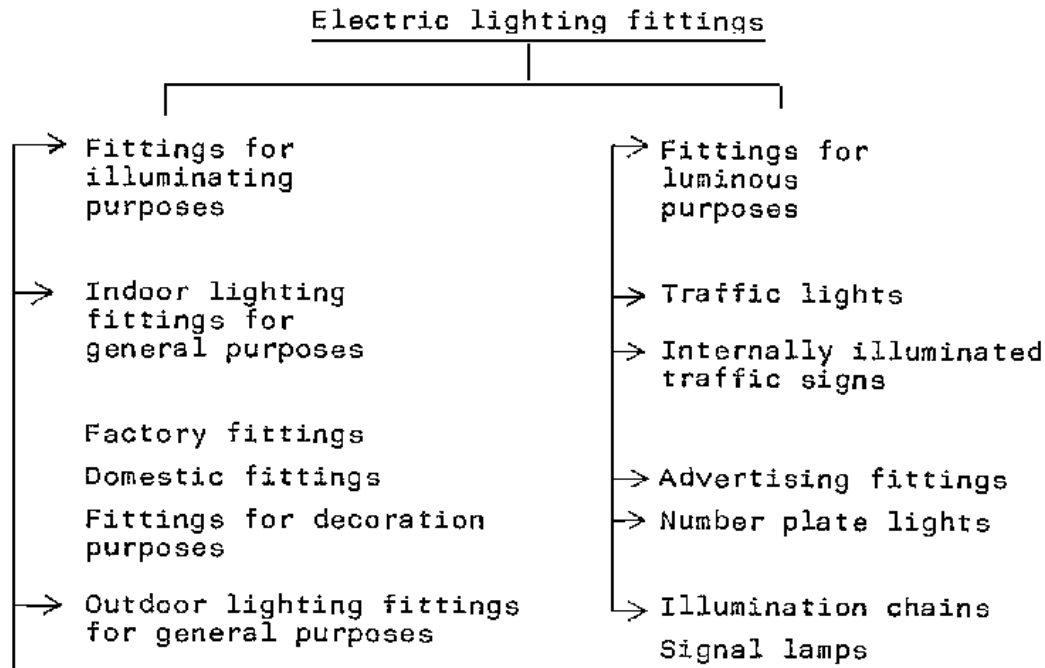 Electric lighting fittings
Fittings for
illuminating
purposes
Indoor lighting
fittings for
general purposes
Factory fittings
Domestic fittings
Fittings for decoration
purposes
Outdoor lighting fittings
for general purposes
Fittings for
luminous
purposes
Traffic lights
Internally illuminated
traffic signs
Advertising fittings
Number plate lights
Illumination chains
Signal lamps